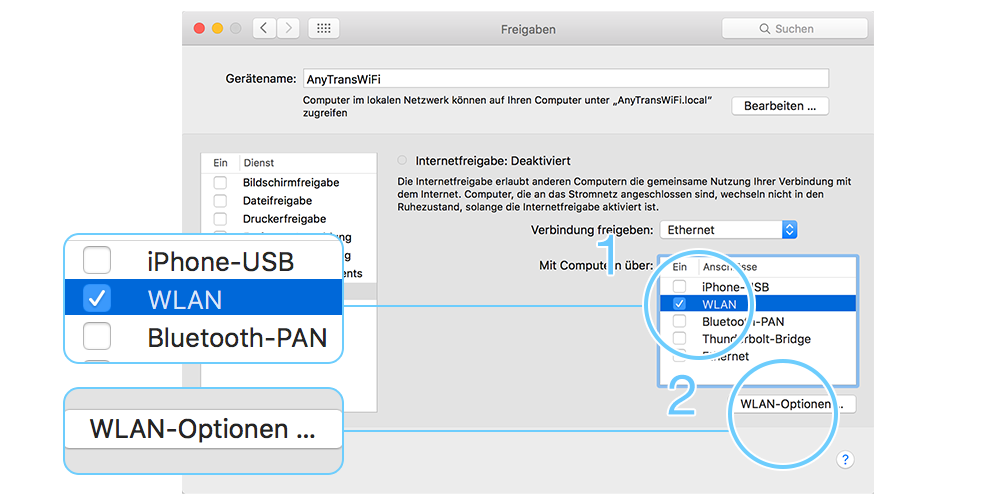 Freigaben
Suchen
Gerätename: AnyTransWiFi
Computer im lokalen Netzwerk können auf Ihren Computer unter „AnyTransWiFi.local“
zugreifen
Bearbeiten ...
Ein Dienst
Bildschirmfreigabe
Dateifreigabe
Druckerfreigabe
Internetfreigabe: Deaktiviert
Die Internetfreigabe erlaubt anderen Computern die gemeinsame Nutzung Ihrer Verbindung mit
dem Internet. Computer, die an das Stromnetz angeschlossen sind, wechseln nicht in den
Ruhezustand, solange die Internetfreigabe aktiviert ist.
Verbindung freigeben: Ethernet
1
Mit Computern über:
Ein Anschlüsse
iPhone-USB
WLAN
Bluetooth-PAN
Thunderbolt-Bridge
Ethernet
2
WLAN-Optionen ...
?
iPhone-USB
WLAN
Bluetooth-PAN
WLAN-Optionen ...